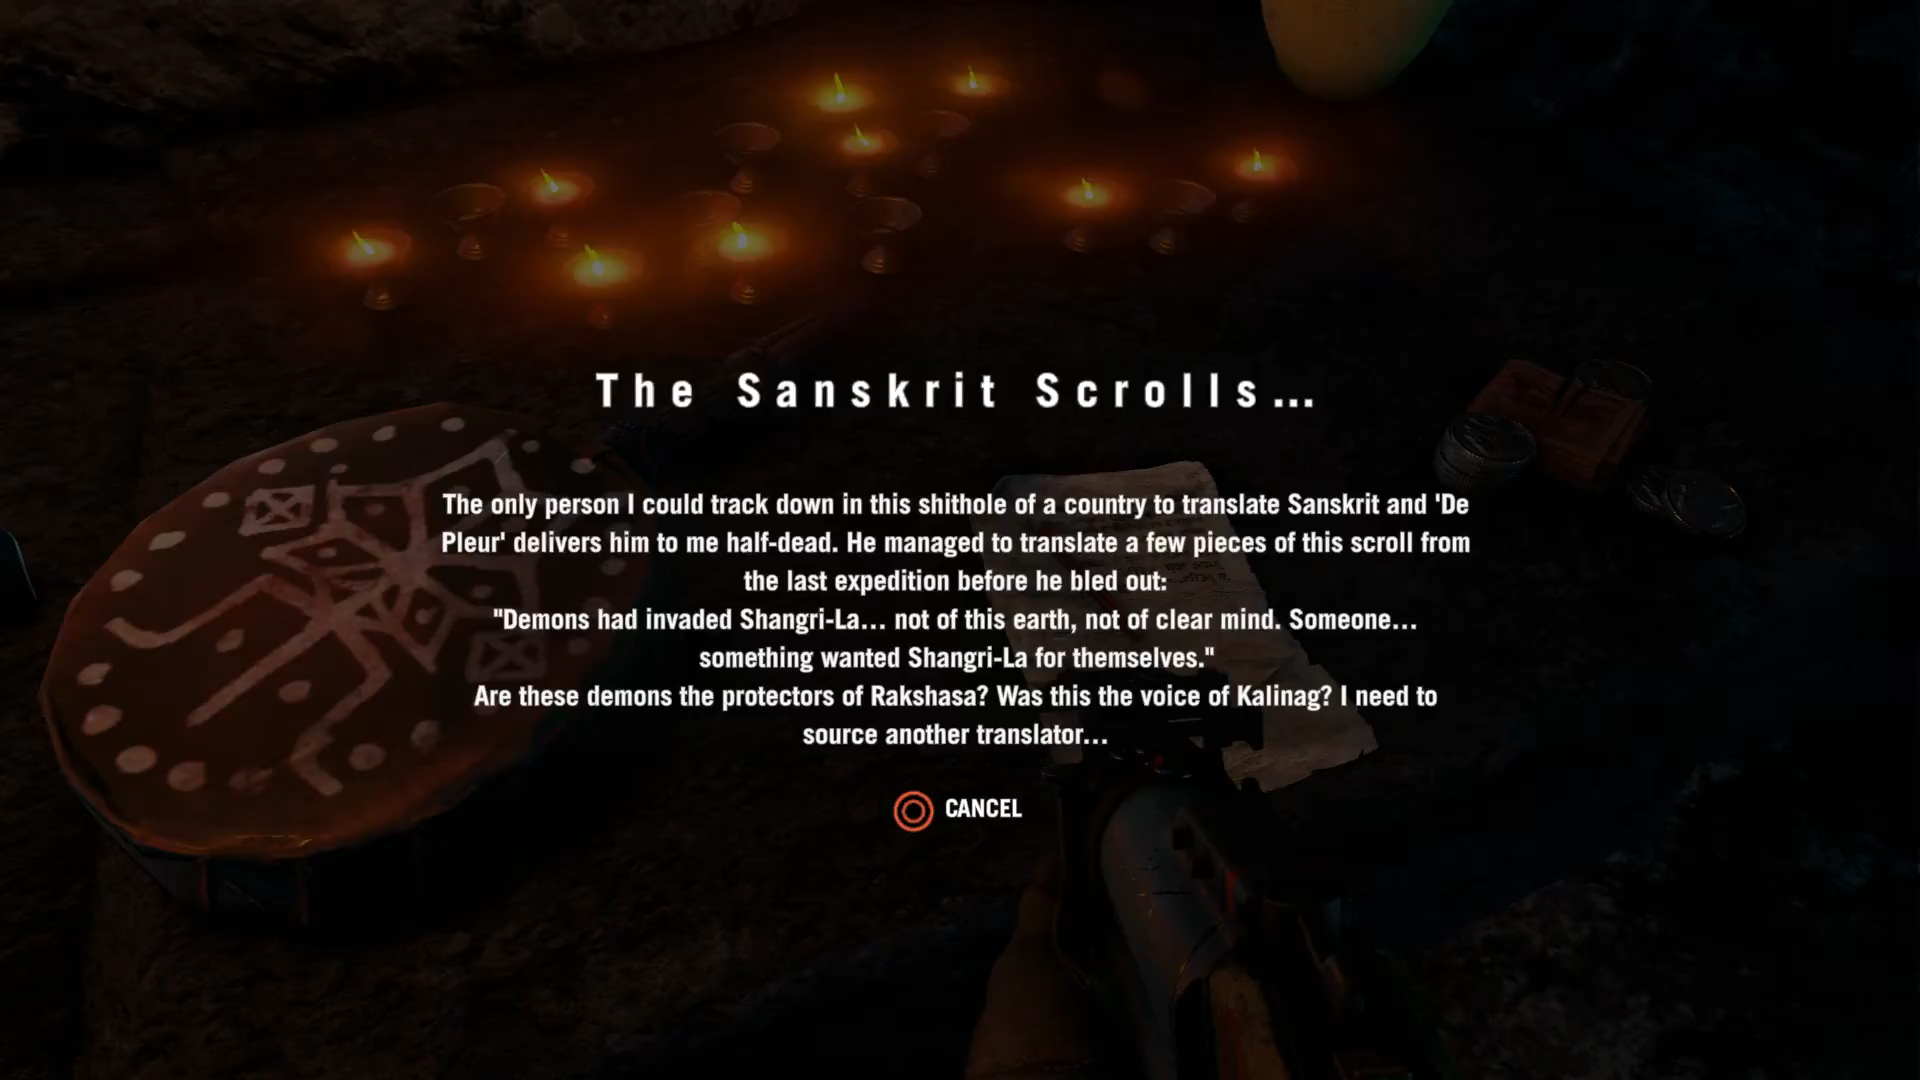 The Sanskrit Scrolls...
The only person I could track down in this shithole of a country to translate Sanskrit and 'De
Pleur' delivers him to me half-dead. He managed to translate a few pieces of this scroll from
the last expedition before he bled out:
"Demons had invaded Shangri-La... not of this earth, not of clear mind. Someone...
something wanted Shangri-La for themselves."
Are these demons the protectors of Rakshasa? Was this the voice of Kalinag? I need to
source another translator...
CANCEL